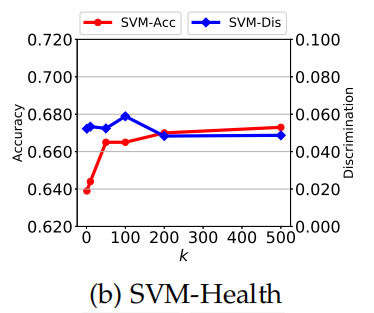 SVM-Acc SVM-Dis
0.720 0.100
0.700 0.080
0.680 0.060
0.660 0.040
0.640 0.020
0.620 0.000
Accuracy
Discrimination
0 100 200 300 400 500
k
(b) SVM-Health